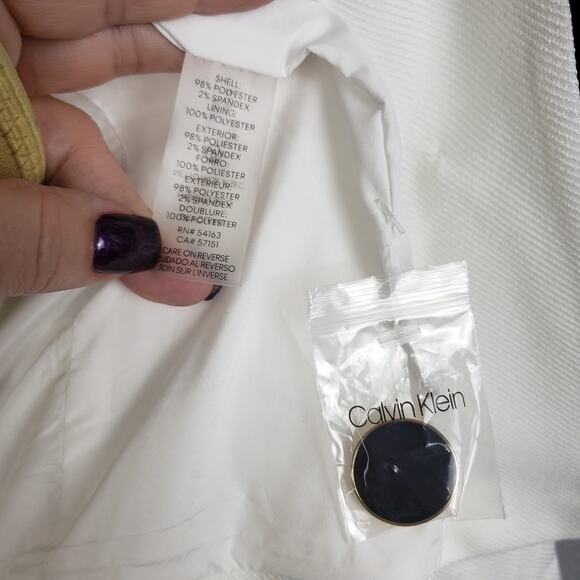 SHELL:
98% POLYESTER
2% SPANDEX
LINING:
100% POLYESTER
EXTERIOR:
98% POLIESTER
2% SPANDEX
FORRO:
100% POLIESTER
EXTÉRIEUR:
98% POLYESTER
2% SPANDEX
DOUBLURE:
100% POLYESTER
RN# 54163
CA# 57151
CARE ON REVERSE
CUIDADO AL REVERSO
SOIN SUR L'INVERSE
Calvin Klein